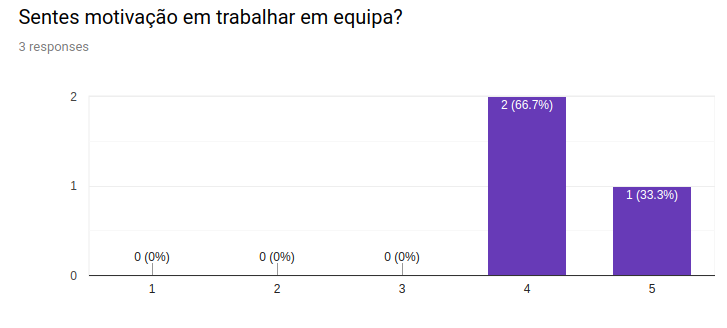 Sentes motivação em trabalhar em equipa?
3 responses
2
1
0
2 (66.7%)
1 (33.3%)
0 (0%) 0 (0%) 0 (0%)
1 2 3 4 5